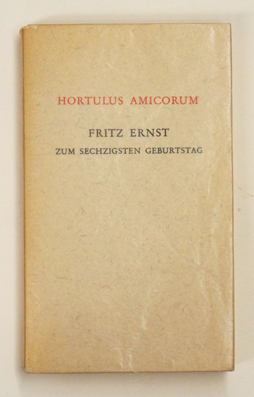 HORTULUS AMICORUM
FRITZ ERNST
ZUM SECHZIGSTEN GEBURTSTAG